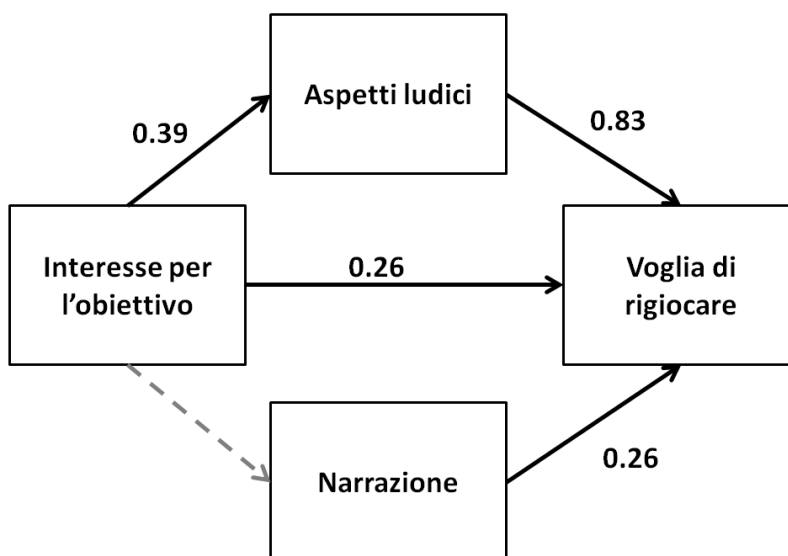 Aspetti ludici
0.39
0.83
Interesse per
l'obiettivo
0.26
Voglia di
rigiocare
Narrazione
0.26